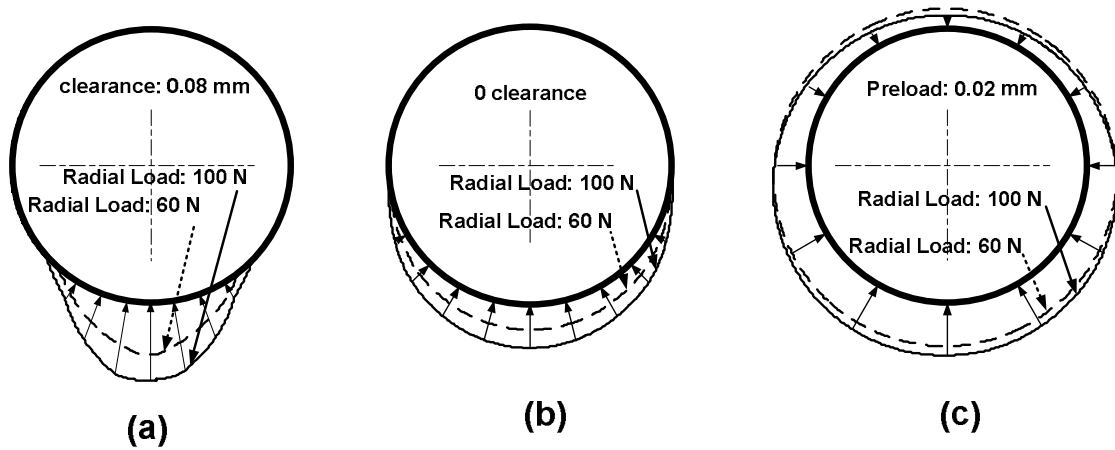 clearance: 0.08 mm
Radial Load: 100 N
Radial Load: 60 N
(a)
0 clearance
Radial Load: 100 N
Radial Load: 60 N
(b)
Preload: 0.02 mm
Radial Load: 100 N
Radial Load: 60 N
(c)